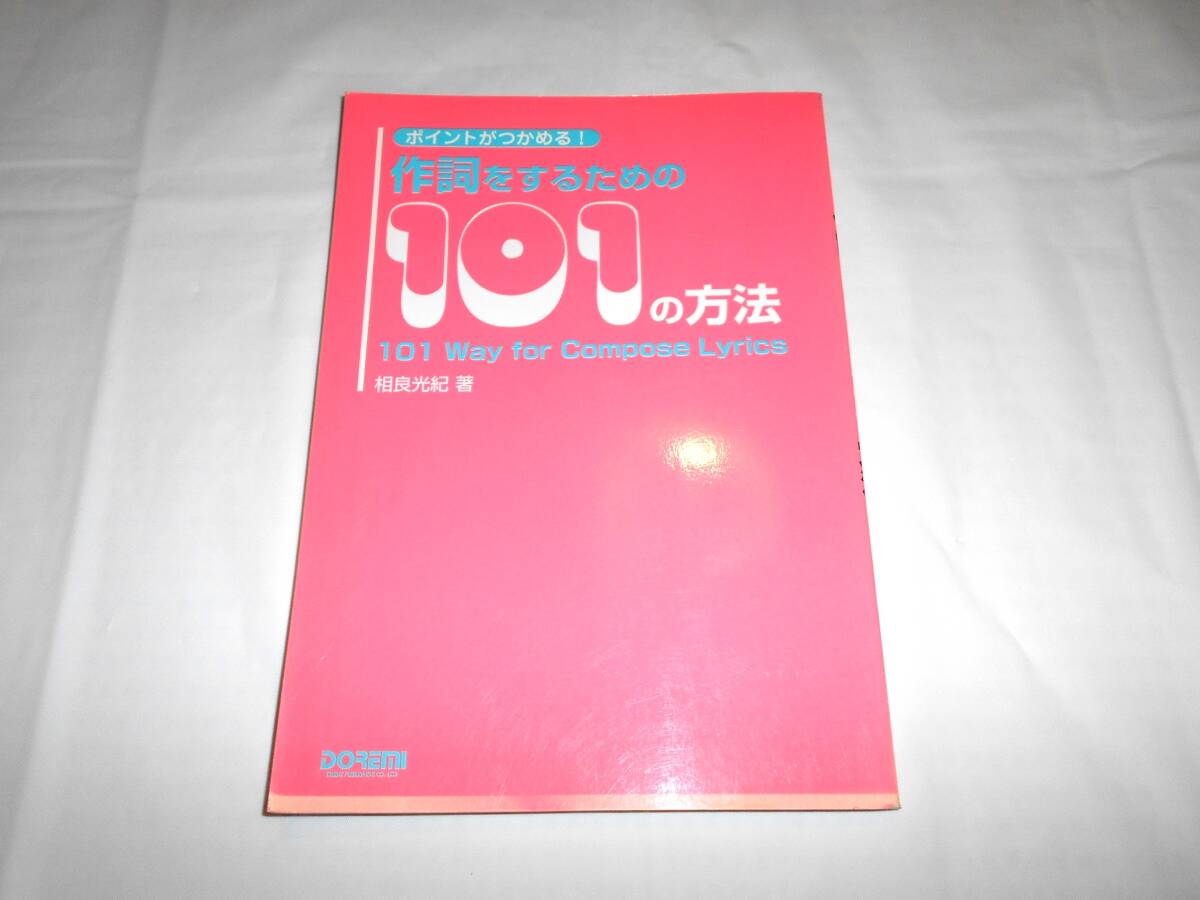 ポイントがつかめる!
作詞をするための
101の方法
101 Way for Compose Lyrics
相良光紀 著
DOREMI